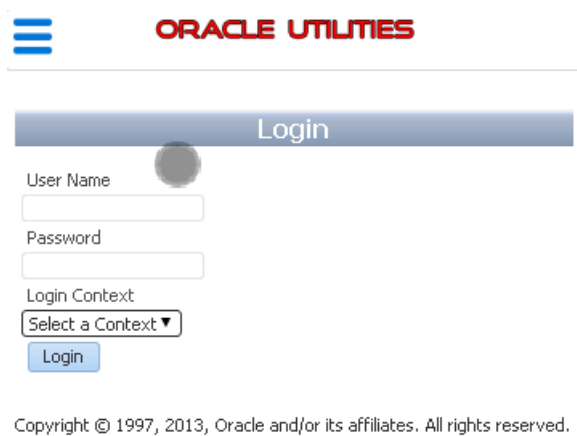 ORACLE UTILITIES
Login
User Name
Password
Login Context
Select a Context ▼
Login
Copyright © 1997, 2013, Oracle and/or its affiliates. All rights reserved.